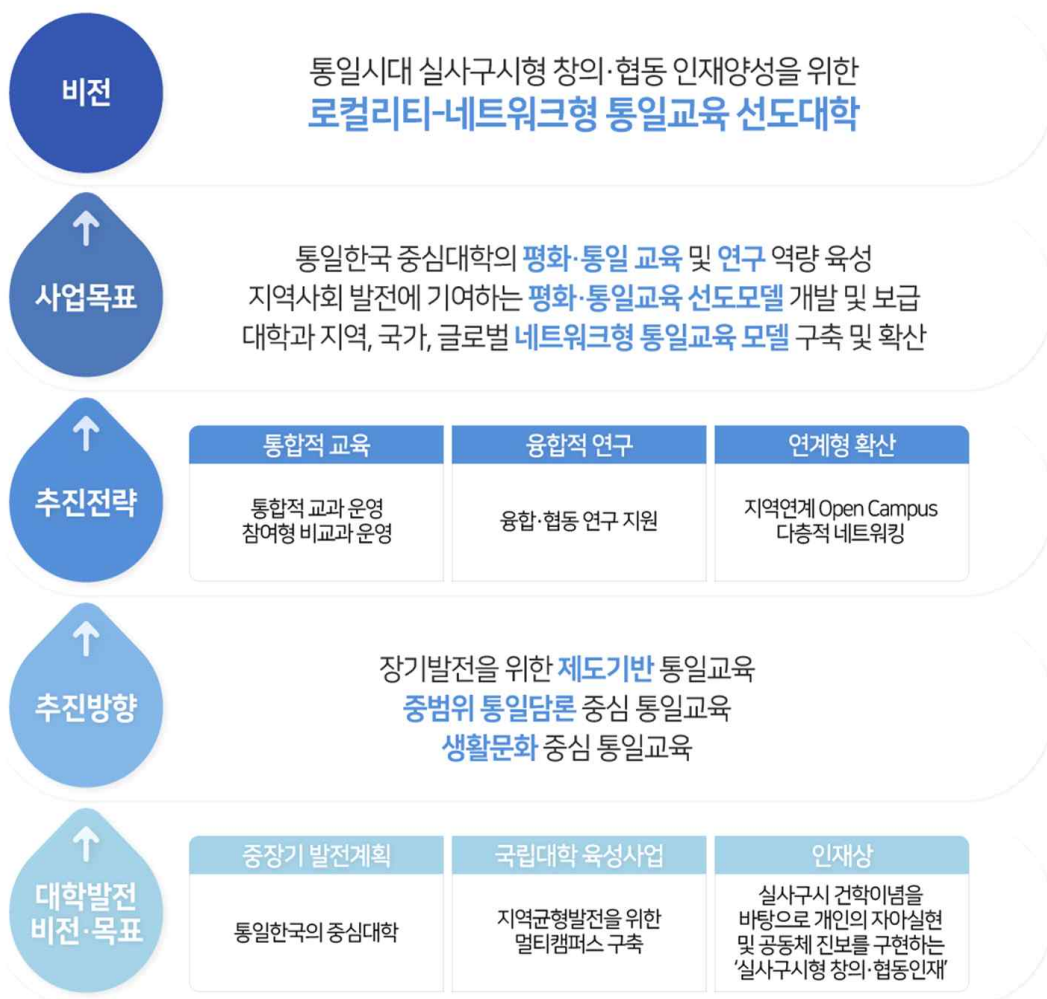 비전
통일시대 실사구시형 창의·협동 인재양성을 위한
로컬리티-네트워크형 통일교육 선도대학
사업목표
통일한국 중심대학의 평화·통일 교육 및 연구 역량 육성
지역사회 발전에 기여하는 평화·통일교육 선도모델 개발 및 보급
대학과 지역, 국가, 글로벌 네트워크형 통일교육 모델 구축 및 확산
추진전략
통합적 교육
통합적 교과 운영
참여형 비교과 운영
융합적 연구
융합·협동 연구 지원
연계형 확산
지역연계 Open Campus
다층적 네트워킹
추진방향
장기발전을 위한 제도기반 통일교육
중범위 통일담론 중심 통일교육
생활문화 중심 통일교육
대학발전
비전·목표
중장기 발전계획
통일한국의 중심대학
국립대학 육성사업
지역균형발전을 위한
멀티캠퍼스 구축
인재상
실사구시 건학이념을
바탕으로 개인의 자아실현
및 공동체 진보를 구현하는
‘실사구시형 창의·협동인재’